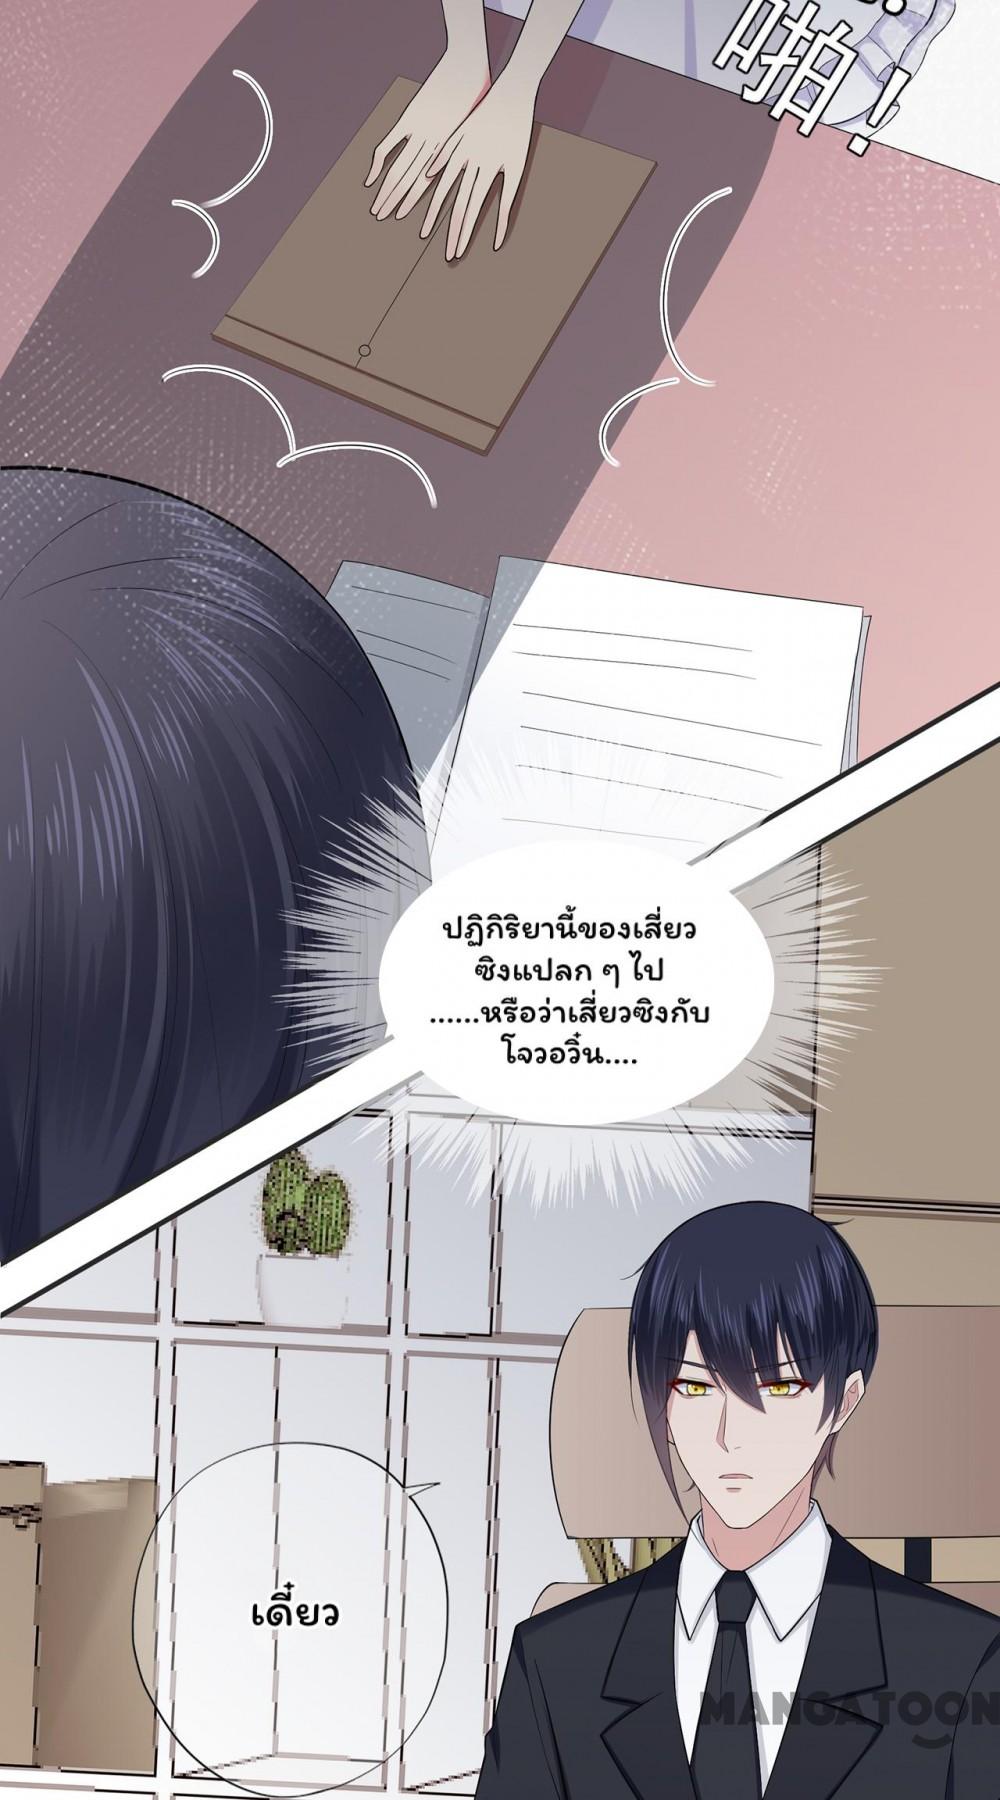 啪！
ปฏิกิริยานี้ของเสี่ยว
ซิงแปลก ๆ ไป
......หรือว่าเสี่ยวซิงกับ
โจวอวิ๋น....
เดี๋ยว
MANGATOON